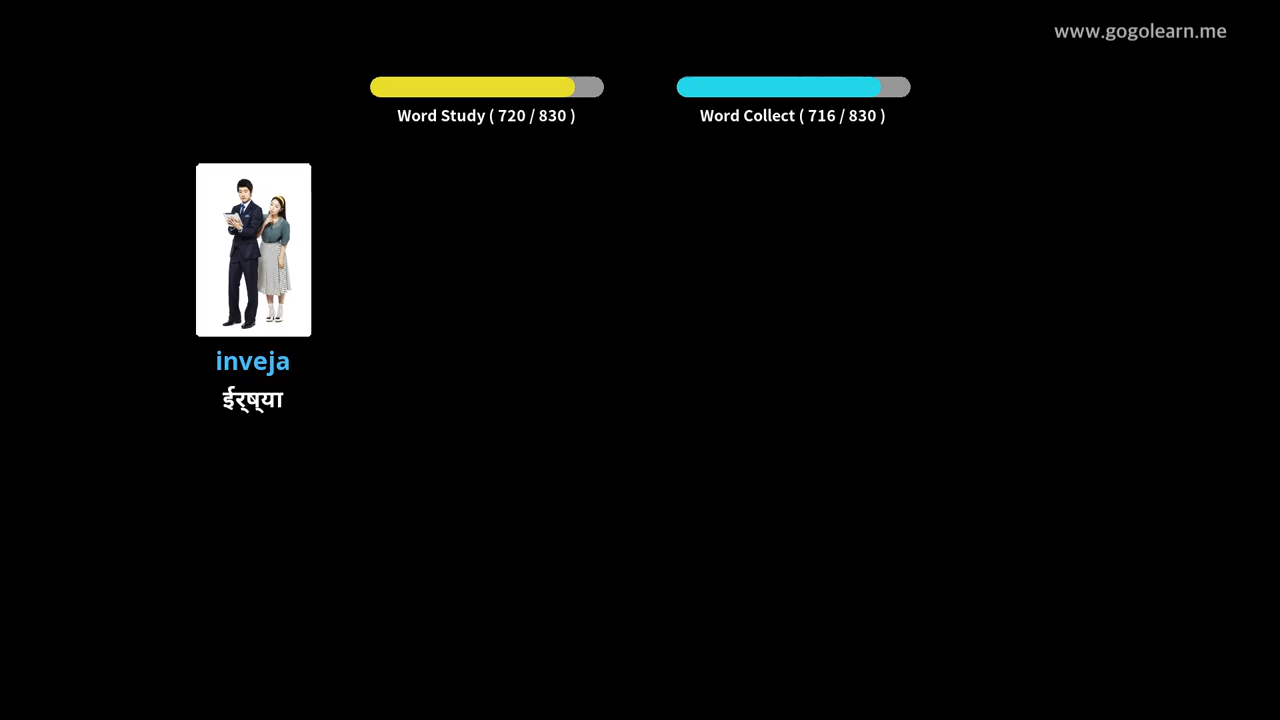 www.gogolearn.me
Word Study ( 720 / 830 )
Word Collect ( 716 / 830 )
inveja
ईर्ष्या